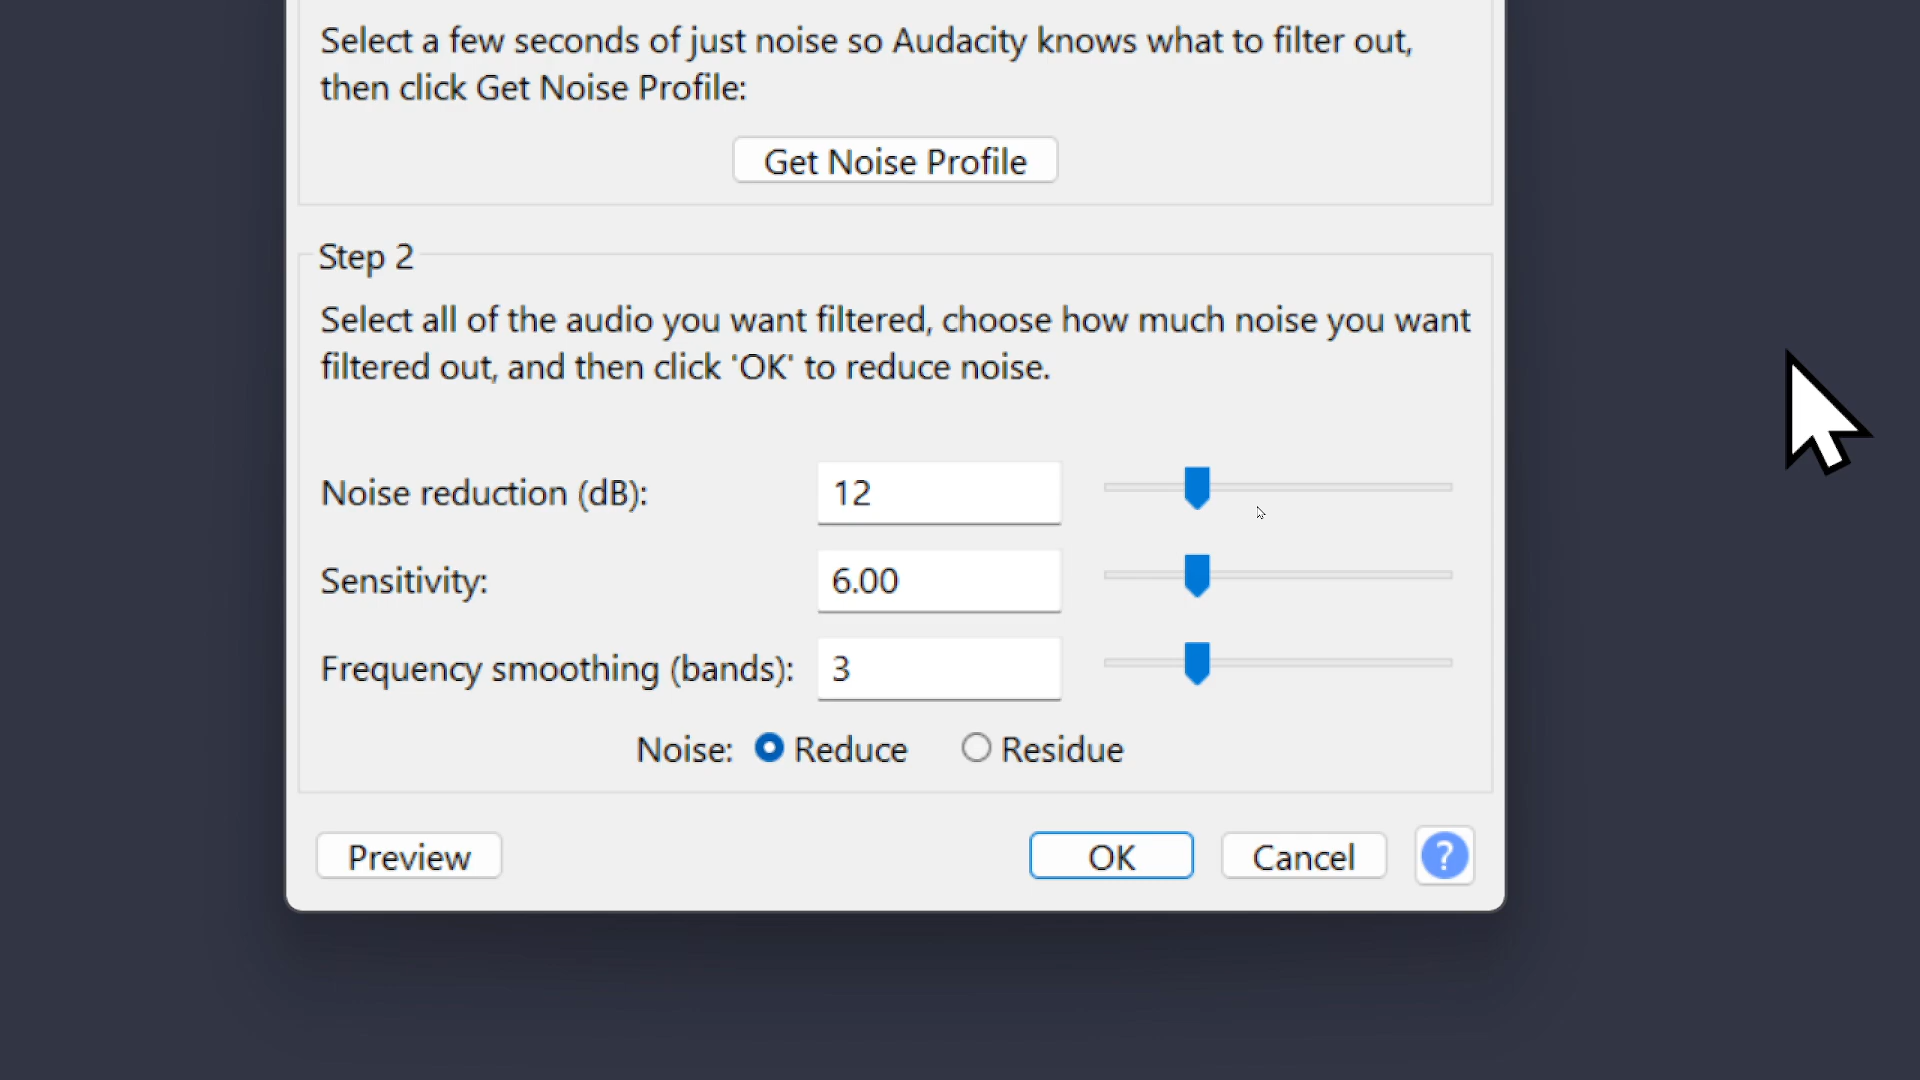 Select a few seconds of just noise so Audacity knows what to filter out,
then click Get Noise Profile:
Get Noise Profile
Step 2
Select all of the audio you want filtered, choose how much noise you want
filtered out, and then click 'OK' to reduce noise.
Noise reduction (dB): 12
Sensitivity: 6.00
Frequency smoothing (bands): 3
Noise: Reduce Residue
Preview OK Cancel ?